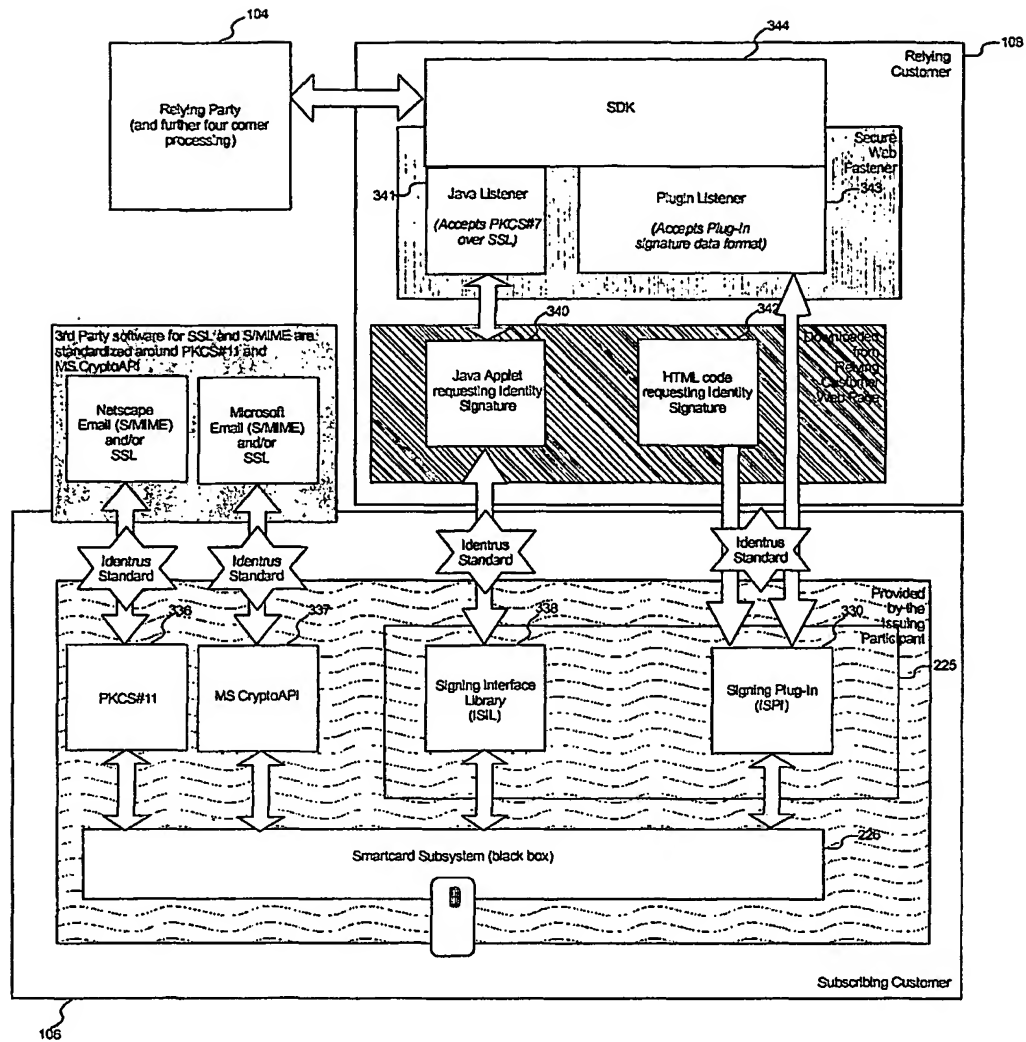 104
344
108
Relying
Customer
Relying Party
(and further four corner
processing)
SDK
Secure
Web
Fastener
341
Java Listener
(Accepts PKCS#7
over SSL)
Plugin Listener
(Accepts Plug-In
signature data format)
343
340
342
3rd Party software for SSL and S/MIME are
standardized around PKCS#11 and
MS CryptoAPI
Netscape
Email (S/MIME)
and/or
SSL
Microsoft
Email (S/MIME)
and/or
SSL
Java Applet
requesting Identity
Signature
HTML code
requesting Identity
Signature
Downloaded
from
Relying
Customer
Web Page
Identrus
Standard
Identrus
Standard
Identrus
Standard
Identrus
Standard
336
337
338
330
Provided
by the
Issuing
Participant
225
PKCS#11
MS CryptoAPI
Signing Interface
Library
(ISIL)
Signing Plug-In
(ISPI)
226
Smartcard Subsystem (black box)
Subscribing Customer
106